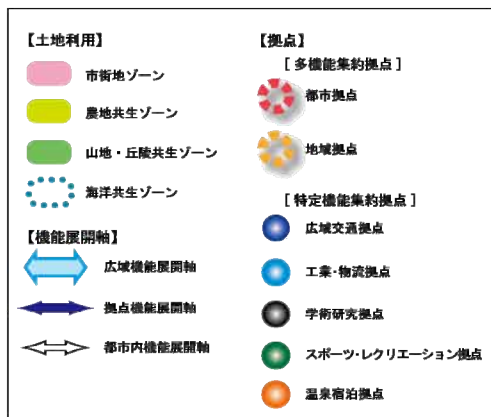 【土地利用】
市街地ゾーン
農地共生ゾーン
山地・丘陵共生ゾーン
海洋共生ゾーン
【機能展開軸】
広域機能展開軸
拠点機能展開軸
都市内機能展開軸
【拠点】
［多機能集約拠点］
都市拠点
地域拠点
［特定機能集約拠点］
広域交通拠点
工業・物流拠点
学術研究拠点
スポーツ・レクリエーション拠点
温泉宿泊拠点